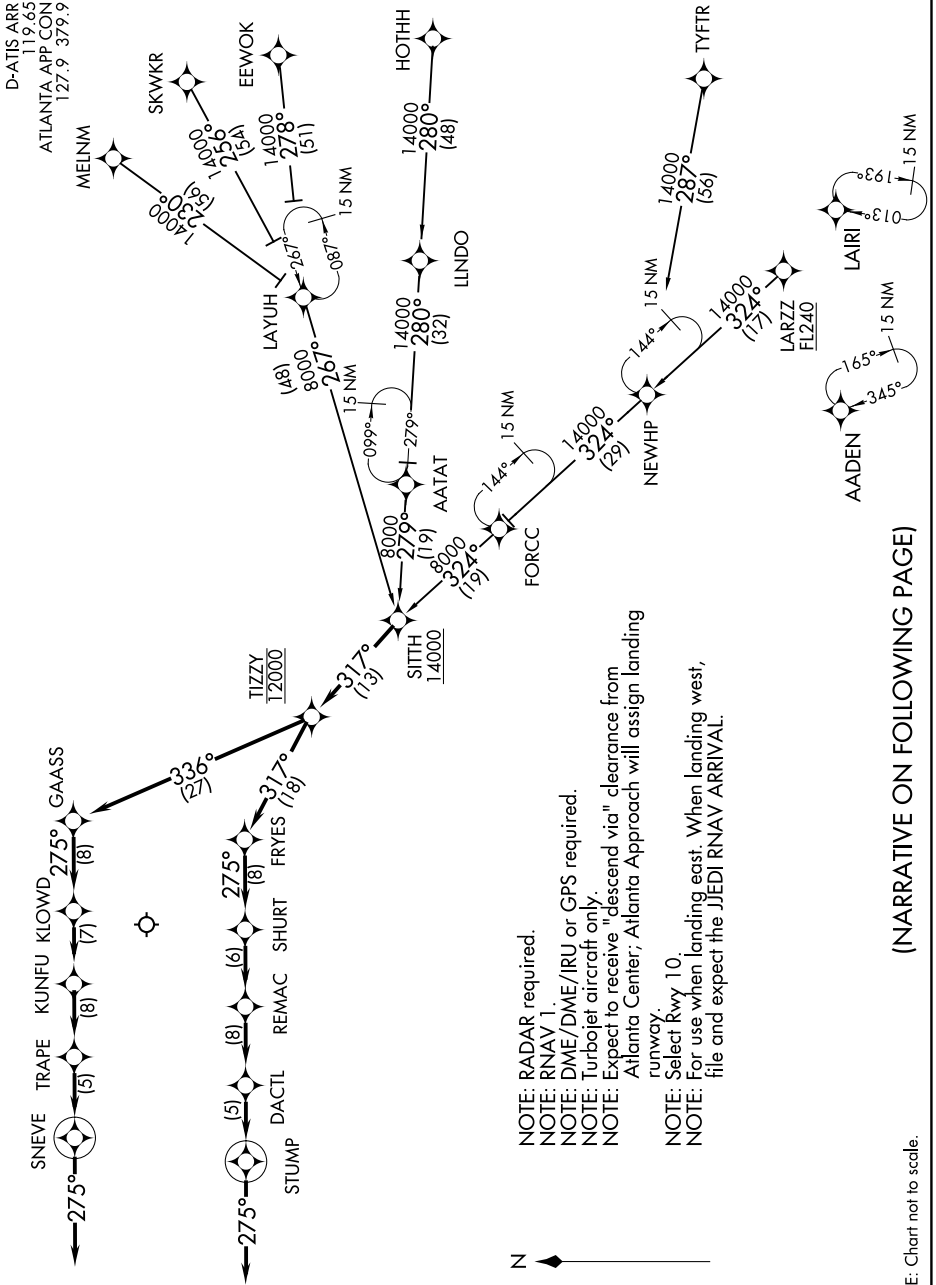 D-ATIS ARR
119.65
ATLANTA APP CON
127.9 379.9
MELNM
SKWKR
EEWOK
HOTHH
TYFTR
14000
230°
(56)
14000
256°
(54)
14000
278°
(51)
14000
280°
(48)
14000
287°
(56)
LAYUH
267°
087°
15 NM
LLNDO
14000
280°
(32)
(48)
8000
267°
15 NM
099°
279°
AATAT
8000
279°
(19)
LARZZ
FL240
14000
324°
(17)
NEWHP
144°
15 NM
14000
324°
(29)
FORCC
144°
15 NM
8000
324°
(19)
LAIRI
193°
013°
15 NM
AADEN
165°
345°
15 NM
SITTH
14000
317°
(13)
TIZZY
12000
336°
(27)
317°
(18)
GAASS
275°
(8)
KLOWD
(7)
KUNFU
(8)
TRAPE
(5)
SNEVE
275°
FRYES
275°
(8)
SHURT
(6)
REMAC
(8)
DACTL
(5)
STUMP
275°
NOTE: RADAR required.
NOTE: RNAV 1.
NOTE: DME/DME/IRU or GPS required.
NOTE: Turbojet aircraft only.
NOTE: Expect to receive "descend via" clearance from
Atlanta Center; Atlanta Approach will assign landing
runway.
NOTE: Select Rwy 10.
NOTE: For use when landing east. When landing west,
file and expect the JJEDI RNAV ARRIVAL.
N
(NARRATIVE ON FOLLOWING PAGE)
E: Chart not to scale.